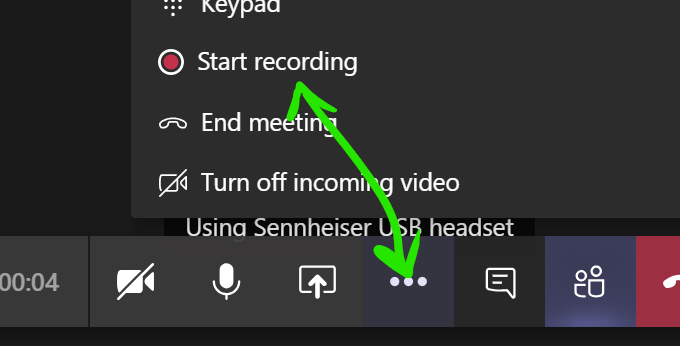 Keypad
Start recording
End meeting
Turn off incoming video
Using Sennheiser USB headset
00:04